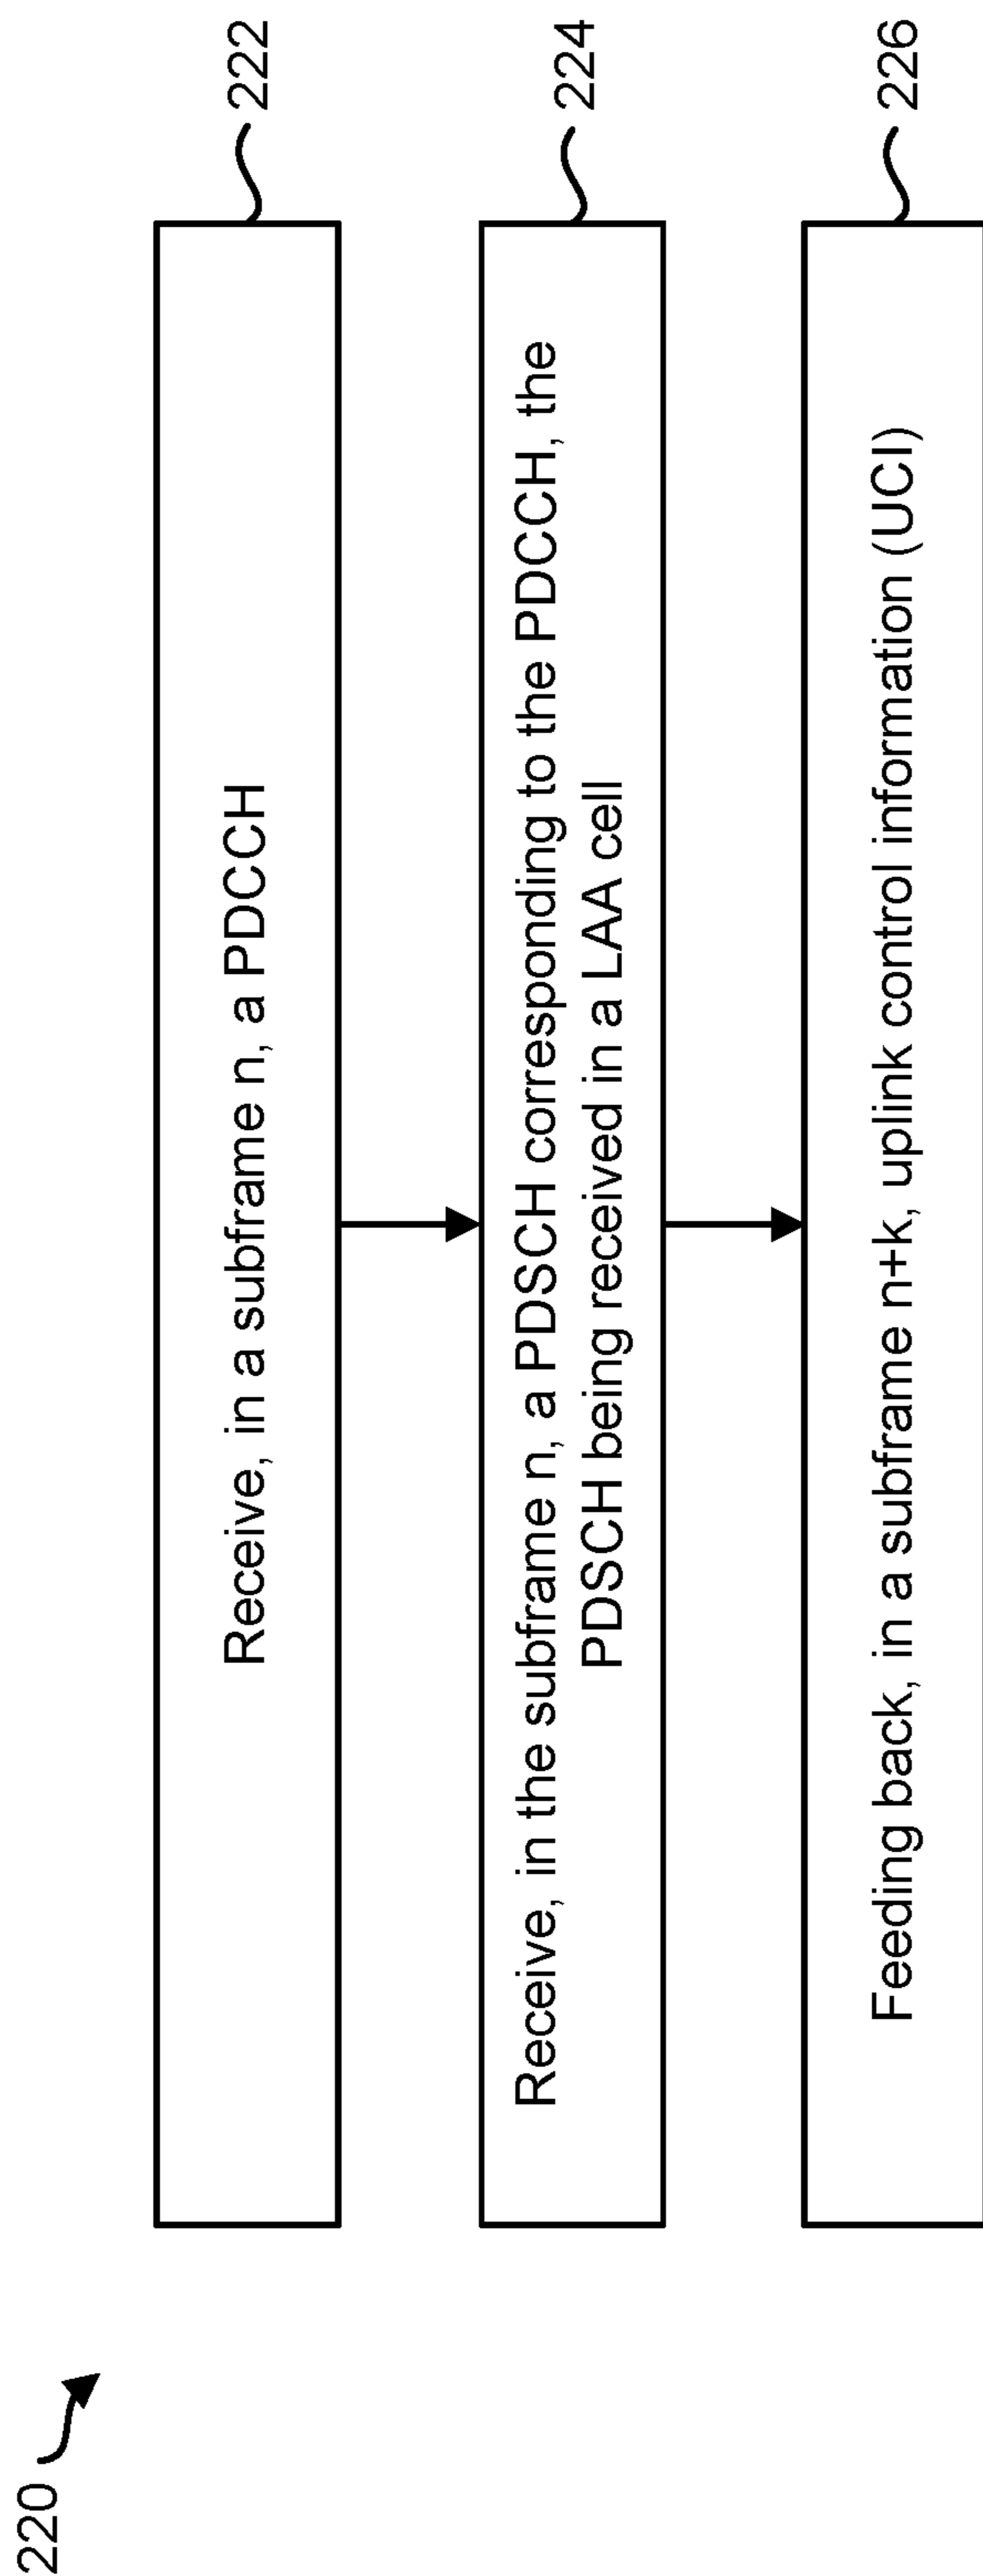 220
Receive, in a subframe n, a PDCCH
222
Receive, in the subframe n, a PDSCH corresponding to the PDCCH, the
PDSCH being received in a LAA cell
224
Feeding back, in a subframe n+k, uplink control information (UCI)
226